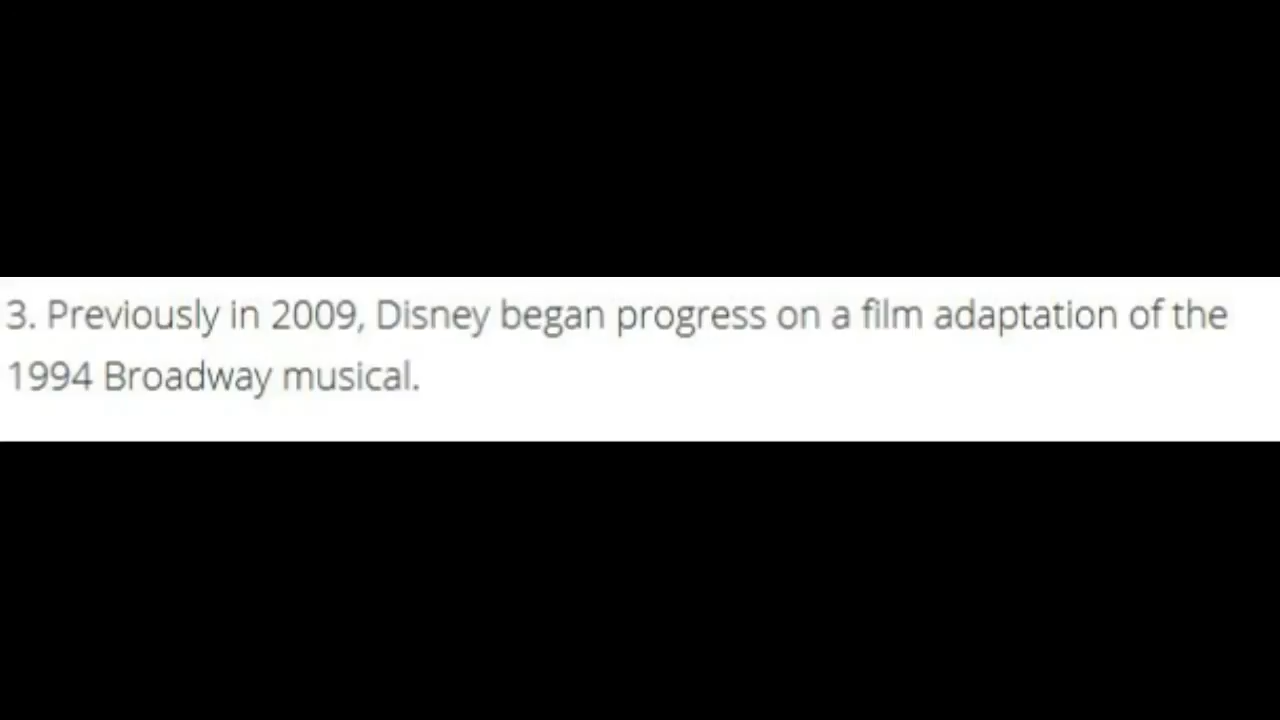 3. Previously in 2009, Disney began progress on a film adaptation of the
1994 Broadway musical.